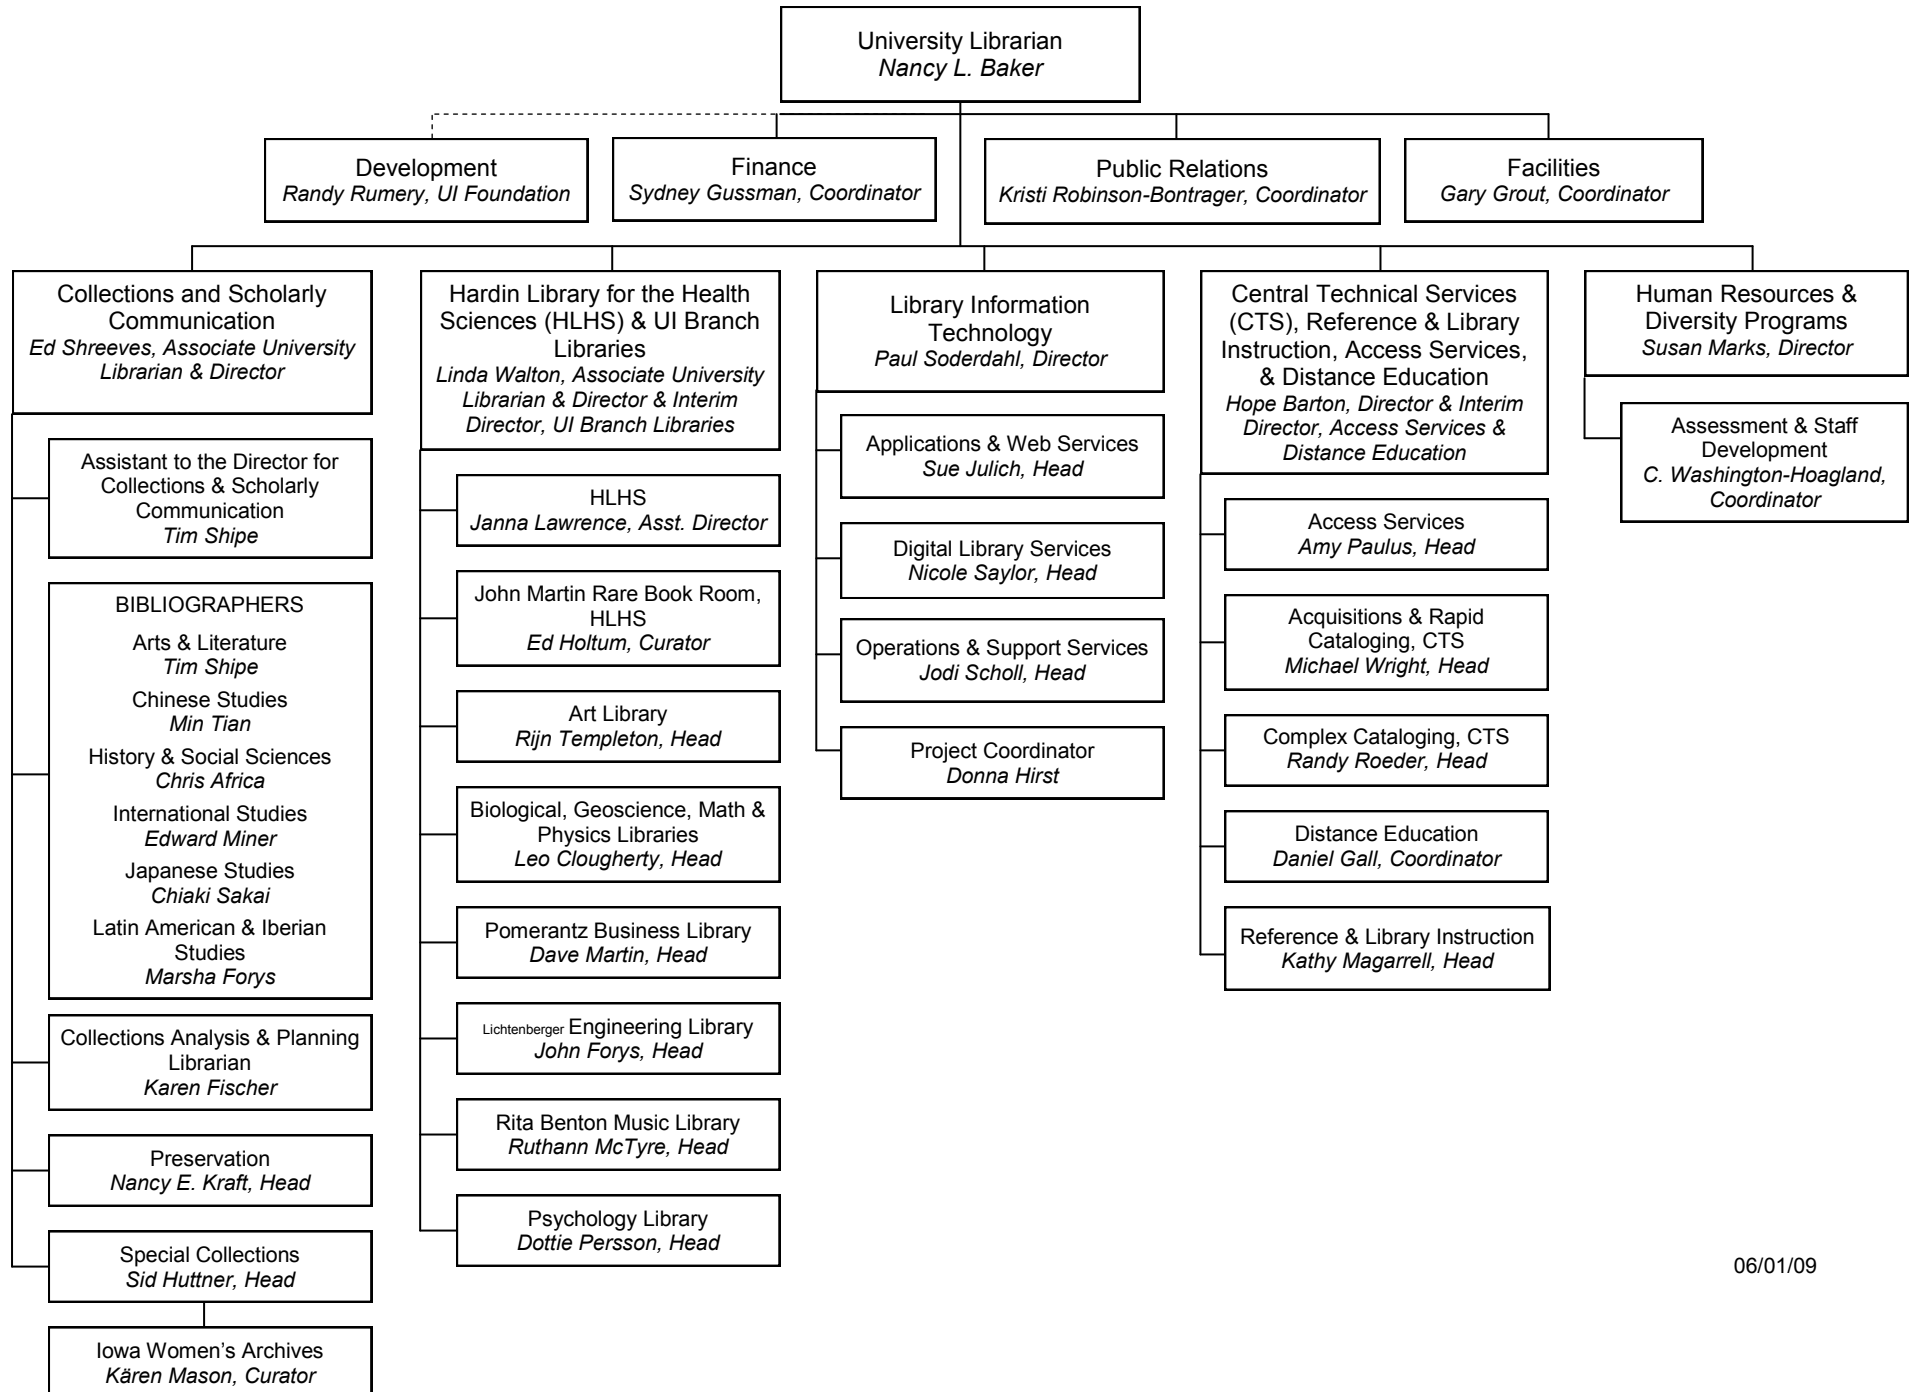 University Librarian
Nancy L. Baker
Development
Randy Rumery, UI Foundation
Finance
Sydney Gussman, Coordinator
Public Relations
Kristi Robinson-Bontrager, Coordinator
Facilities
Gary Grout, Coordinator
Collections and Scholarly
Communication
Ed Shreeves, Associate University
Librarian & Director
Assistant to the Director for
Collections & Scholarly
Communication
Tim Shipe
BIBLIOGRAPHERS
Arts & Literature
Tim Shipe
Chinese Studies
Min Tian
History & Social Sciences
Chris Africa
International Studies
Edward Miner
Japanese Studies
Chiaki Sakai
Latin American & Iberian
Studies
Marsha Forys
Collections Analysis & Planning
Librarian
Karen Fischer
Preservation
Nancy E. Kraft, Head
Special Collections
Sid Huttner, Head
Iowa Women's Archives
Kären Mason, Curator
Hardin Library for the Health
Sciences (HLHS) & UI Branch
Libraries
Linda Walton, Associate University
Librarian & Director & Interim
Director, UI Branch Libraries
HLHS
Janna Lawrence, Asst. Director
John Martin Rare Book Room,
HLHS
Ed Holtum, Curator
Art Library
Rijn Templeton, Head
Biological, Geoscience, Math &
Physics Libraries
Leo Clougherty, Head
Pomerantz Business Library
Dave Martin, Head
Lichtenberger Engineering Library
John Forys, Head
Rita Benton Music Library
Ruthann McTyre, Head
Psychology Library
Dottie Persson, Head
Library Information
Technology
Paul Soderdahl, Director
Applications & Web Services
Sue Julich, Head
Digital Library Services
Nicole Saylor, Head
Operations & Support Services
Jodi Scholl, Head
Project Coordinator
Donna Hirst
Central Technical Services
(CTS), Reference & Library
Instruction, Access Services,
& Distance Education
Hope Barton, Director & Interim
Director, Access Services &
Distance Education
Access Services
Amy Paulus, Head
Acquisitions & Rapid
Cataloging, CTS
Michael Wright, Head
Complex Cataloging, CTS
Randy Roeder, Head
Distance Education
Daniel Gall, Coordinator
Reference & Library Instruction
Kathy Magarrell, Head
Human Resources &
Diversity Programs
Susan Marks, Director
Assessment & Staff
Development
C. Washington-Hoagland,
Coordinator
06/01/09